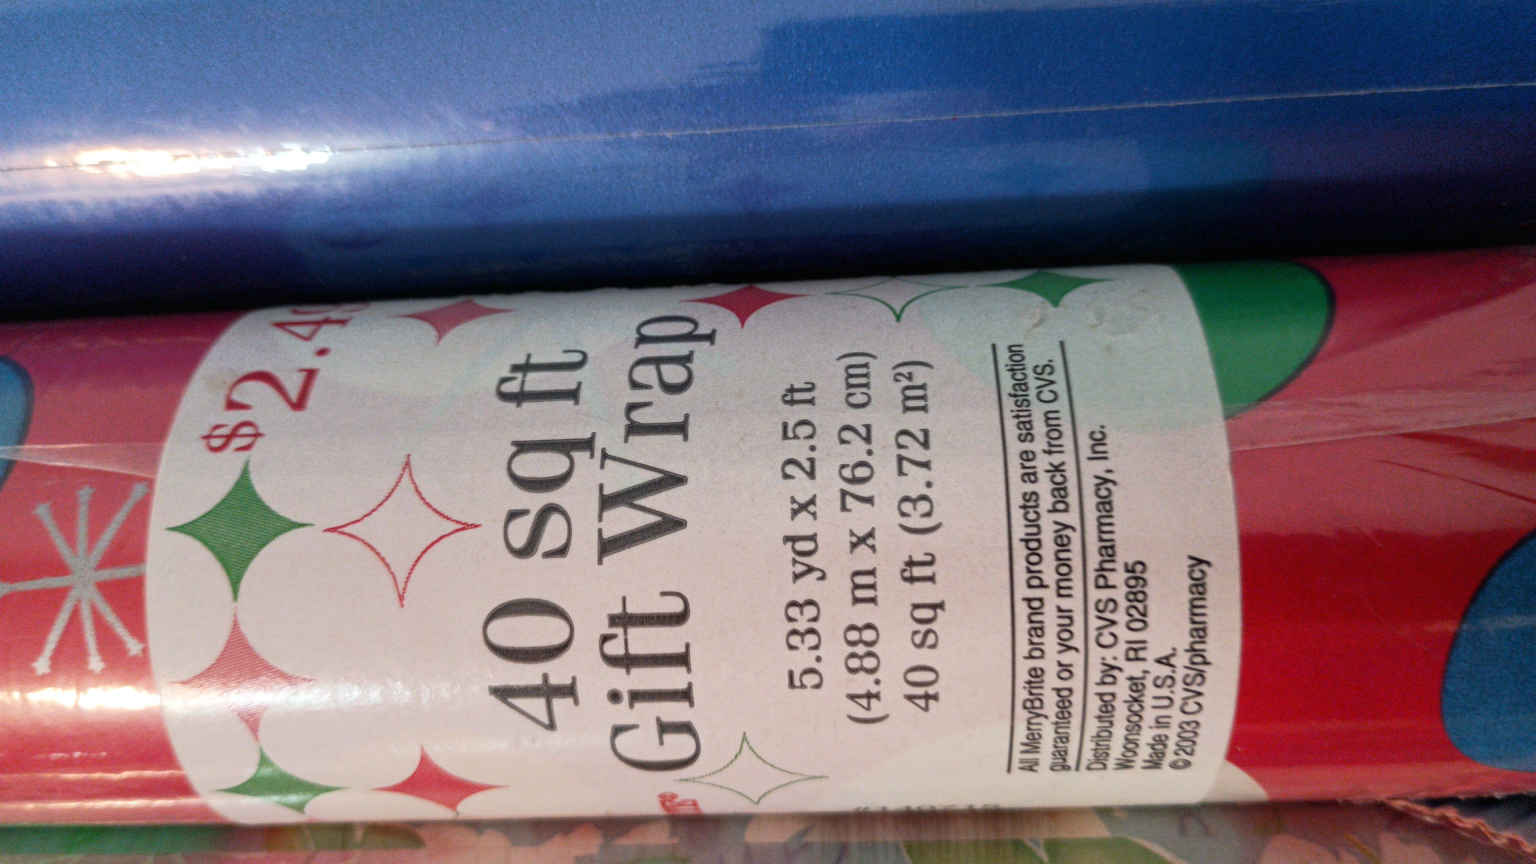 40 sq ft
Gift Wrap
5.33 yd x 2.5 ft
(4.88 m x 76.2 cm)
40 sq ft (3.72 m²)
All MerryBrite brand products are satisfaction
guaranteed or your money back from CVS.
Distributed by: CVS Pharmacy, Inc.
Woonsocket, RI 02895
Made in U.S.A.
© 2003 CVS/pharmacy